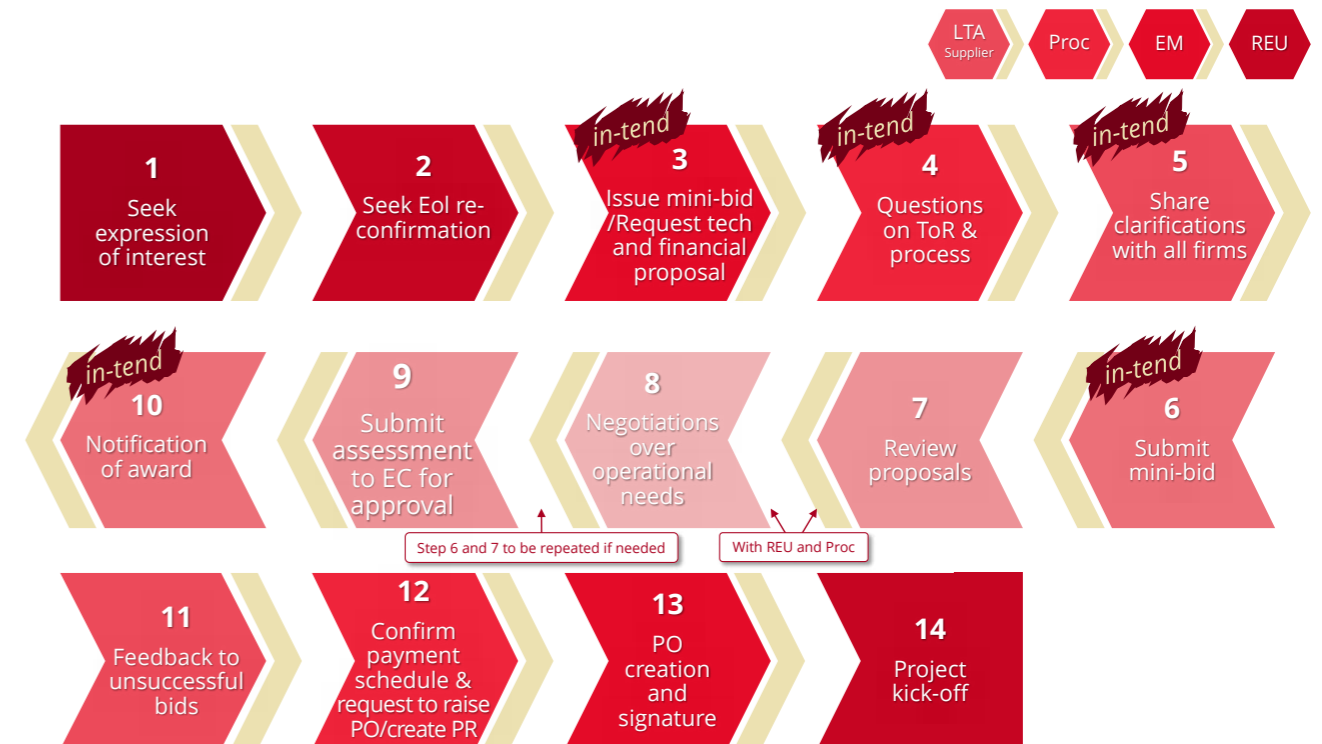 LTA
Supplier
Proc
EM
REU
1
Seek
expression
of interest
2
Seek EoI re-
confirmation
in-tend
3
Issue mini-bid
/Request tech
and financial
proposal
in-tend
4
Questions
on ToR &
process
in-tend
5
Share
clarifications
with all firms
in-tend
10
Notification
of award
9
Submit
assessment
to EC for
approval
8
Negotiations
over
operational
needs
7
Review
proposals
in-tend
6
Submit
mini-bid
Step 6 and 7 to be repeated if needed
With REU and Proc
11
Feedback to
unsuccessful
bids
12
Confirm
payment
schedule &
request to raise
PO/create PR
13
PO
creation
and
signature
14
Project
kick-off